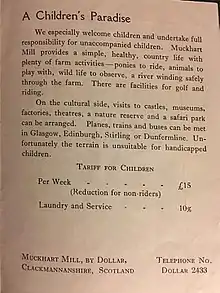 A Children's Paradise
We especially welcome children and undertake full
responsibility for unaccompanied children. Muckhart
Mill provides a simple, healthy, country life with
plenty of farm activities—ponies to ride, animals to
play with, wild life to observe, a river winding safely
through the farm. There are facilities for golf and
riding.
On the cultural side, visits to castles, museums,
factories, theatres, a nature reserve and a safari park
can be arranged. Planes, trains and buses can be met
in Glasgow, Edinburgh, Stirling or Dunfermline. Un-
fortunately the terrain is unsuitable for handicapped
children.
Tariff for Children
Per Week - - - - - £15
(Reduction for non-riders)
Laundry and Service - - - 10%
Muckhart Mill, by Dollar, Telephone No.
Clackmannanshire, Scotland Dollar 2433